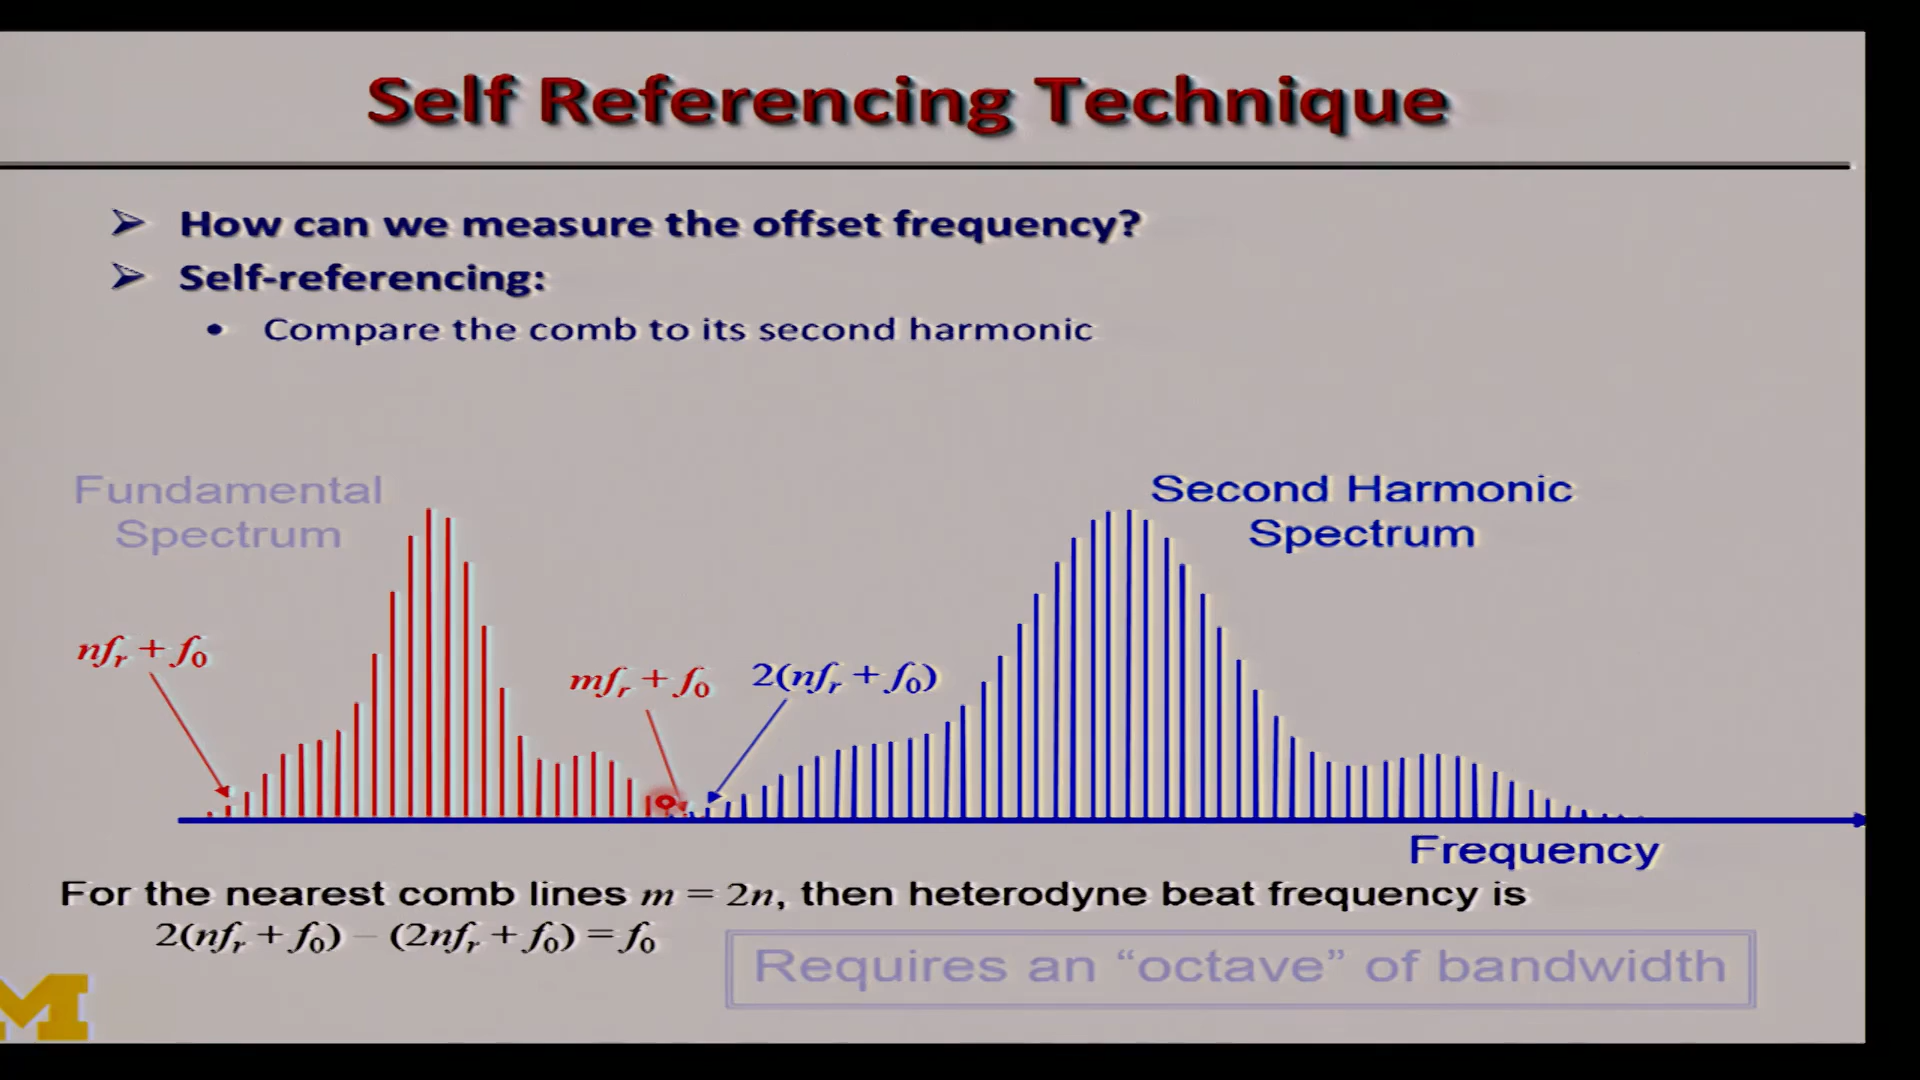 Self Referencing Technique
How can we measure the offset frequency?
Self-referencing:
Compare the comb to its second harmonic
Fundamental
Spectrum
Second Harmonic
Spectrum
nfᵣ + f₀
mfᵣ + f₀
2(nfᵣ + f₀)
Frequency
For the nearest comb lines m = 2n, then heterodyne beat frequency is
2(nfᵣ + f₀) – (2nfᵣ + f₀) = f₀
Requires an “octave” of bandwidth
M